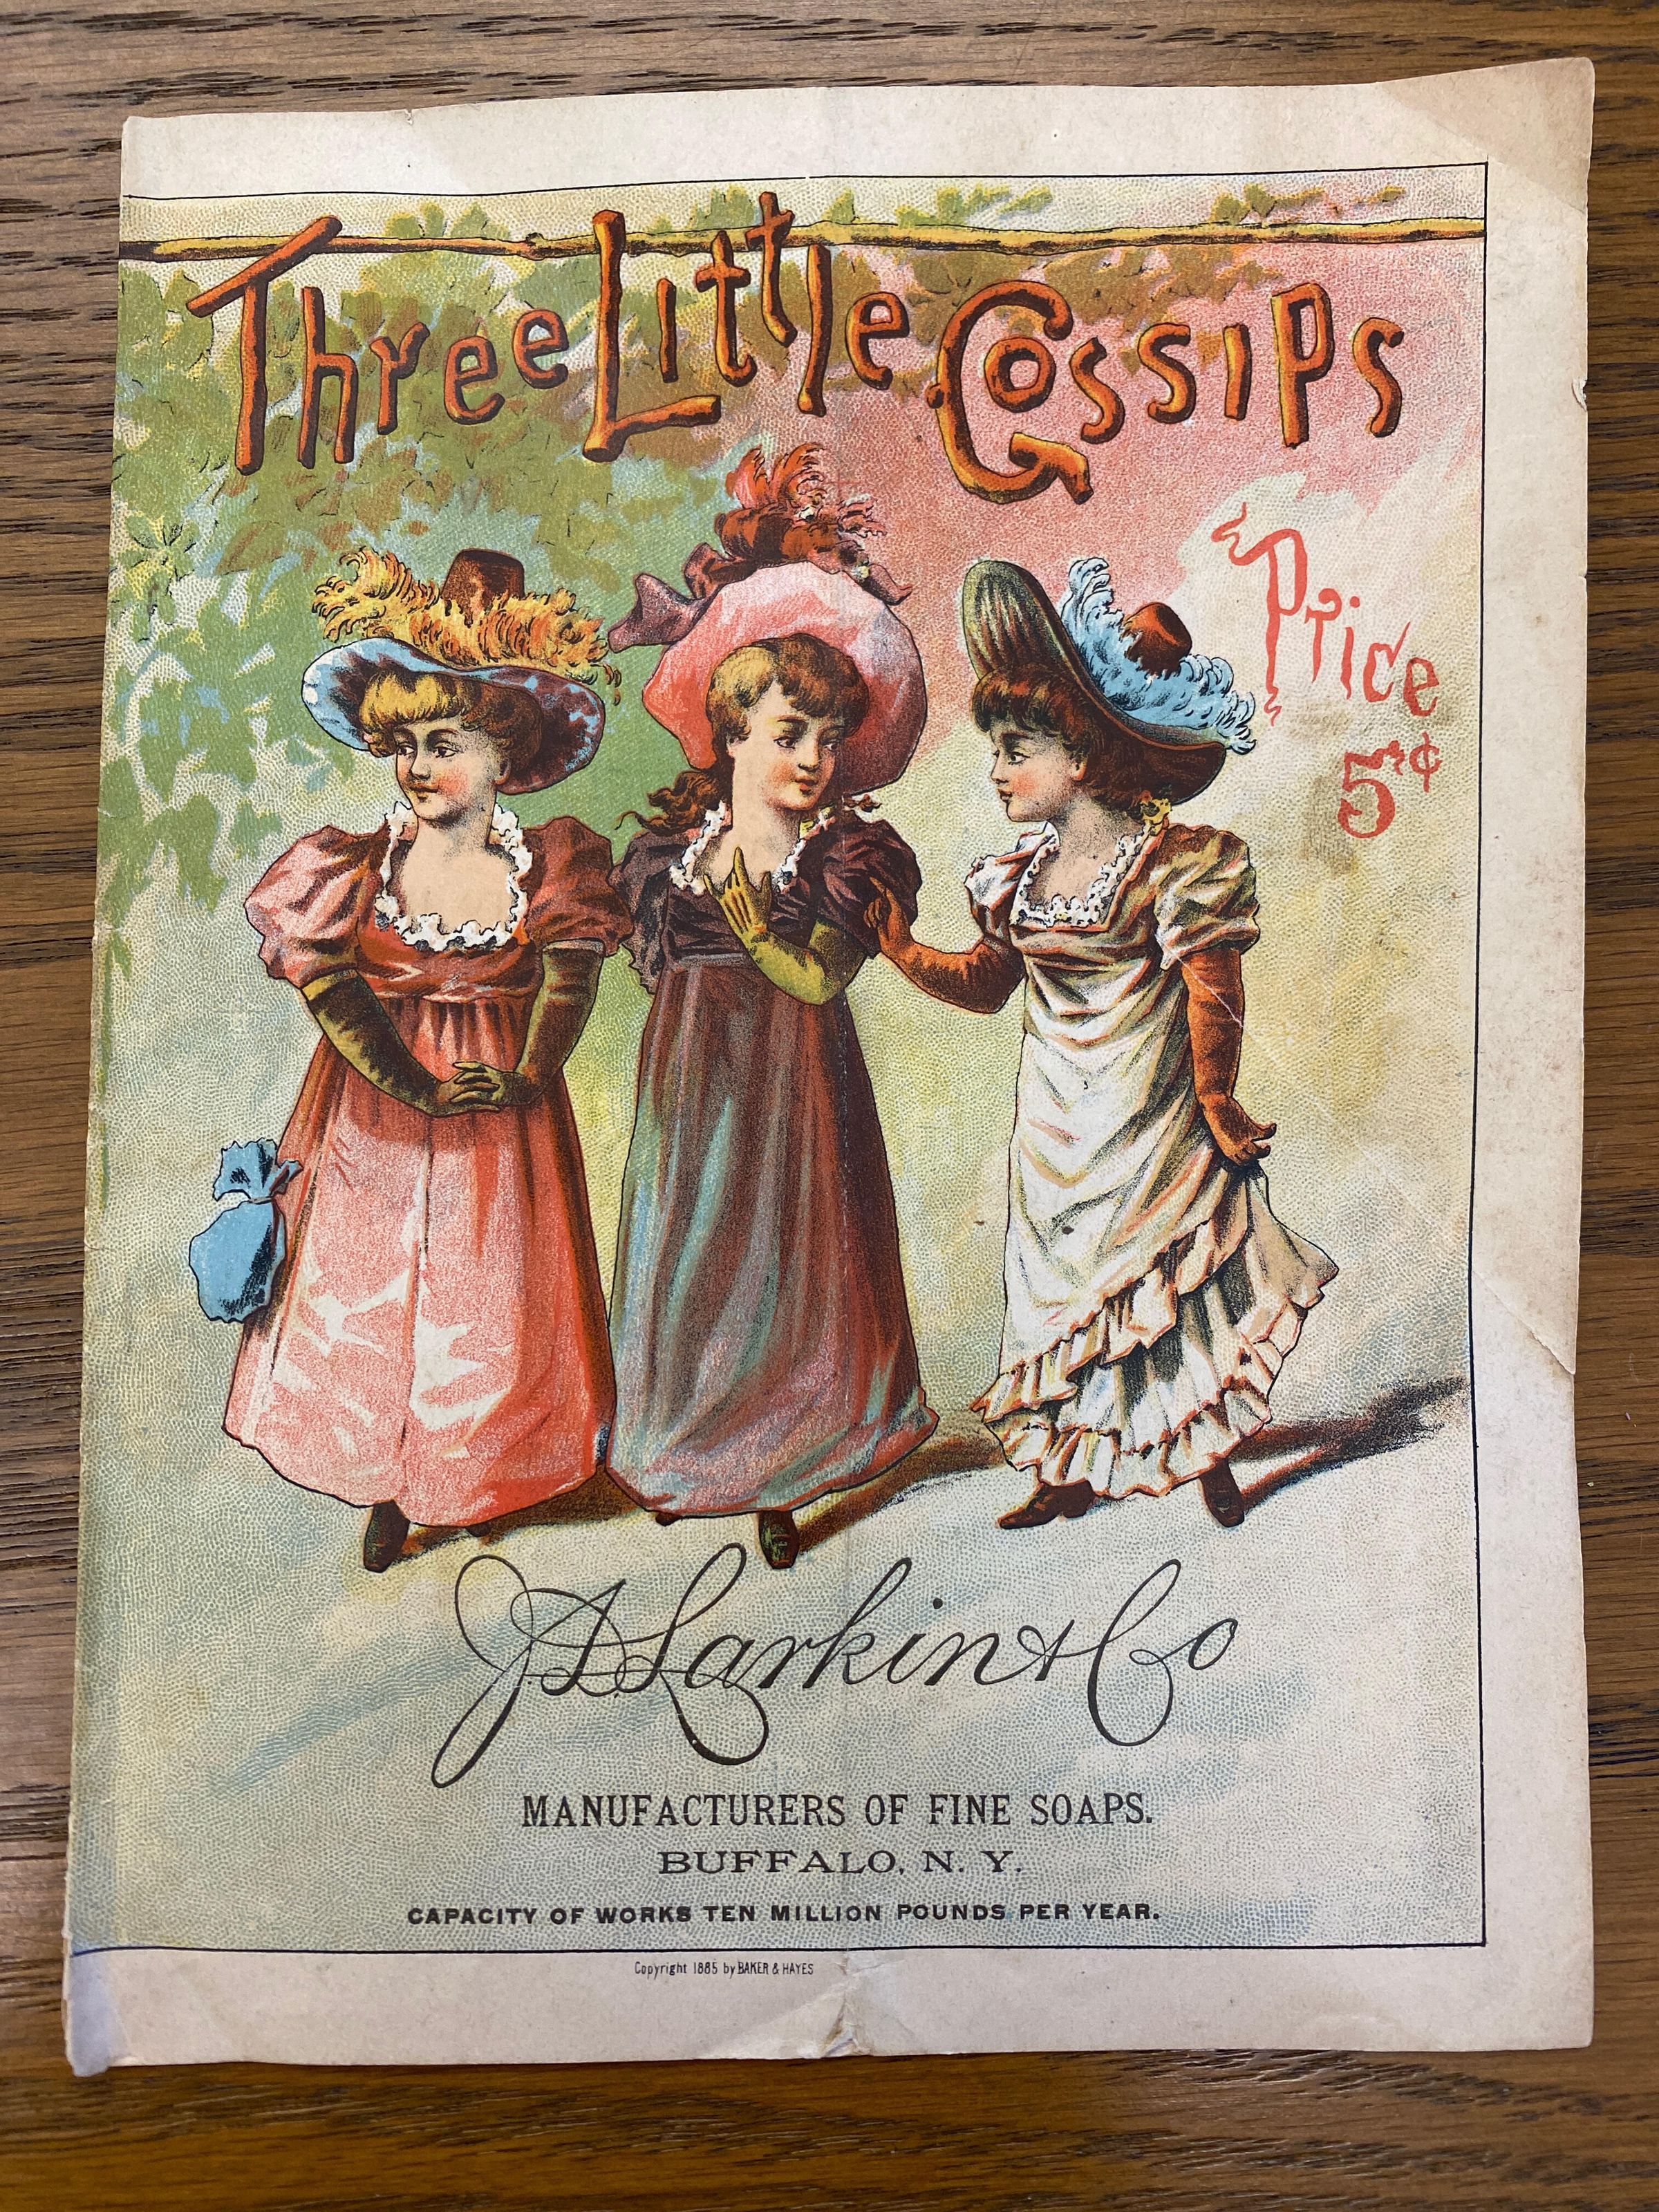 Three Little Gossips
Price
5cts
J.D. Larkin & Co
MANUFACTURERS OF FINE SOAPS.
BUFFALO, N. Y.
CAPACITY OF WORKS TEN MILLION POUNDS PER YEAR.
Copyright 1885 by BAKER & HAYES